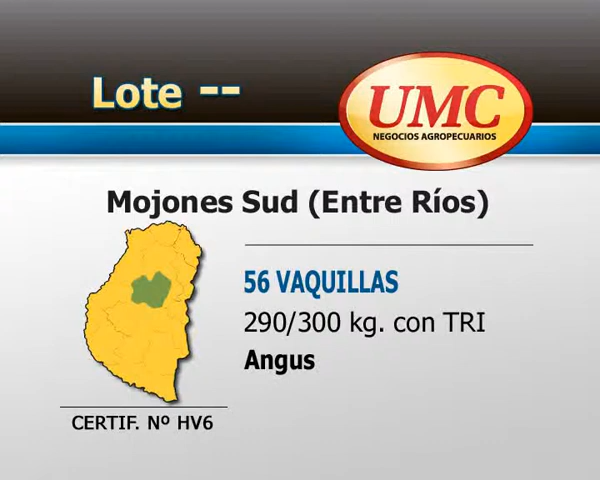 Lote --
UMC
NEGOCIOS AGROPECUARIOS
Mojones Sud (Entre Ríos)
56 VAQUILLAS
290/300 kg. con TRI
Angus
CERTIF. Nº HV6